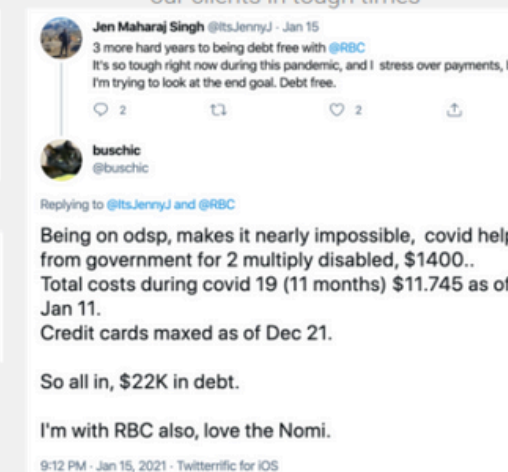 our clients in tough times
Jen Maharaj Singh @ItsJennyJ · Jan 15
3 more hard years to being debt free with @RBC
It's so tough right now during this pandemic, and I stress over payments,
I'm trying to look at the end goal. Debt free.
2 2
buschic
@buschic
Replying to @ItsJennyJ and @RBC
Being on odsp, makes it nearly impossible, covid help
from government for 2 multiply disabled, $1400..
Total costs during covid 19 (11 months) $11.745 as of
Jan 11.
Credit cards maxed as of Dec 21.
So all in, $22K in debt.
I'm with RBC also, love the Nomi.
9:12 PM · Jan 15, 2021 · Twitterrific for iOS